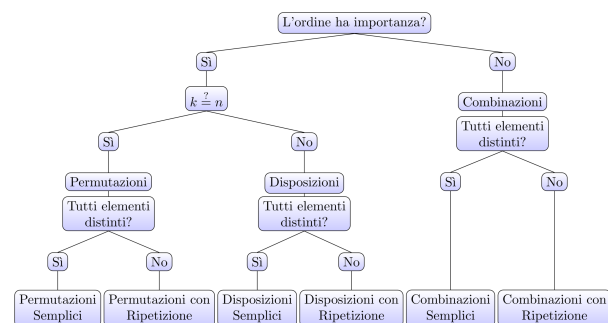 L'ordine ha importanza?
Sì
No
k ≟ n
Combinazioni
Tutti elementi
distinti?
Sì
No
Permutazioni
Disposizioni
Sì
No
Tutti elementi
distinti?
Tutti elementi
distinti?
Sì
No
Sì
No
Permutazioni
Semplici
Permutazioni con
Ripetizione
Disposizioni
Semplici
Disposizioni con
Ripetizione
Combinazioni
Semplici
Combinazioni con
Ripetizione